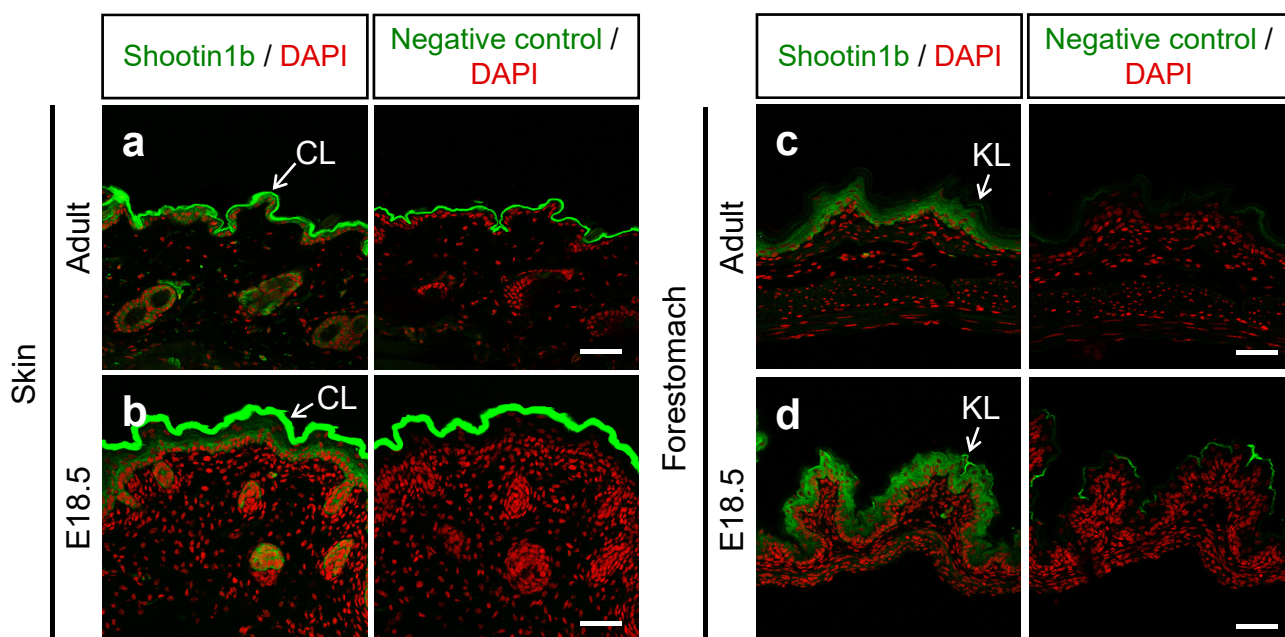 Shootin1b / DAPI
Negative control /
DAPI
Shootin1b / DAPI
Negative control /
DAPI
Skin
Adult
a
CL
E18.5
b
CL
Forestomach
Adult
c
KL
E18.5
d
KL